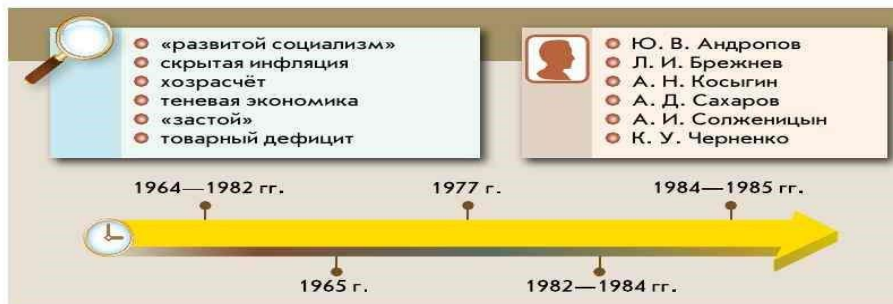 «развитой социализм»
скрытая инфляция
хозрасчёт
теневая экономика
«застой»
товарный дефицит
Ю. В. Андропов
Л. И. Брежнев
А. Н. Косыгин
А. Д. Сахаров
А. И. Солженицын
К. У. Черненко
1964—1982 гг.
1977 г.
1984—1985 гг.
1965 г.
1982—1984 гг.